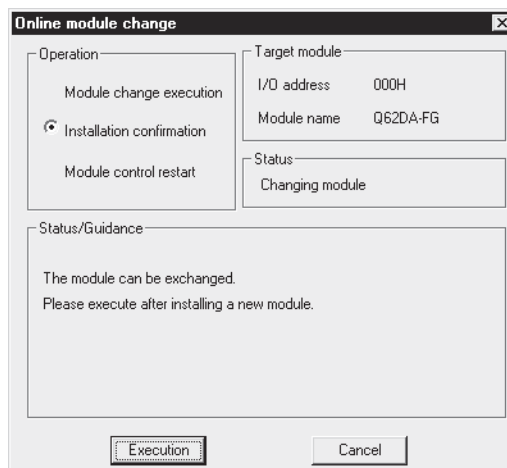 Online module change
Operation
Module change execution
Installation confirmation
Module control restart
Target module
I/O address 000H
Module name Q62DA-FG
Status
Changing module
Status/Guidance
The module can be exchanged.
Please execute after installing a new module.
Execution Cancel